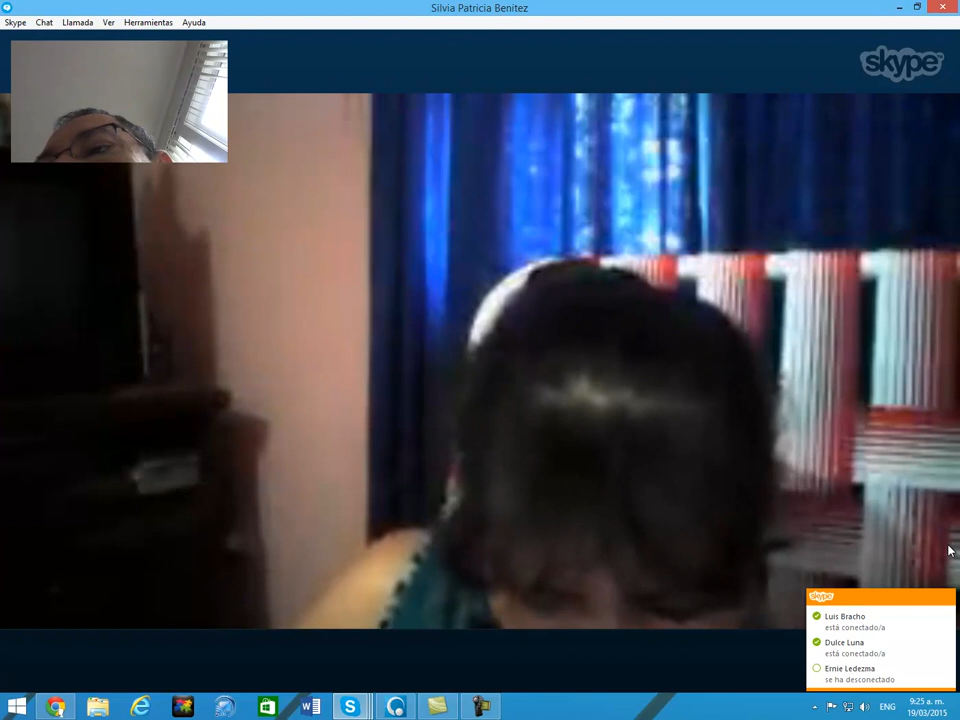 Silvia Patricia Benitez
Skype Chat Llamada Ver Herramientas Ayuda
skype
skype
Luis Bracho
está conectado/a
Dulce Luna
está conectado/a
Ernie Ledezma
se ha desconectado
ENG
9:25 a. m.
19/03/2015